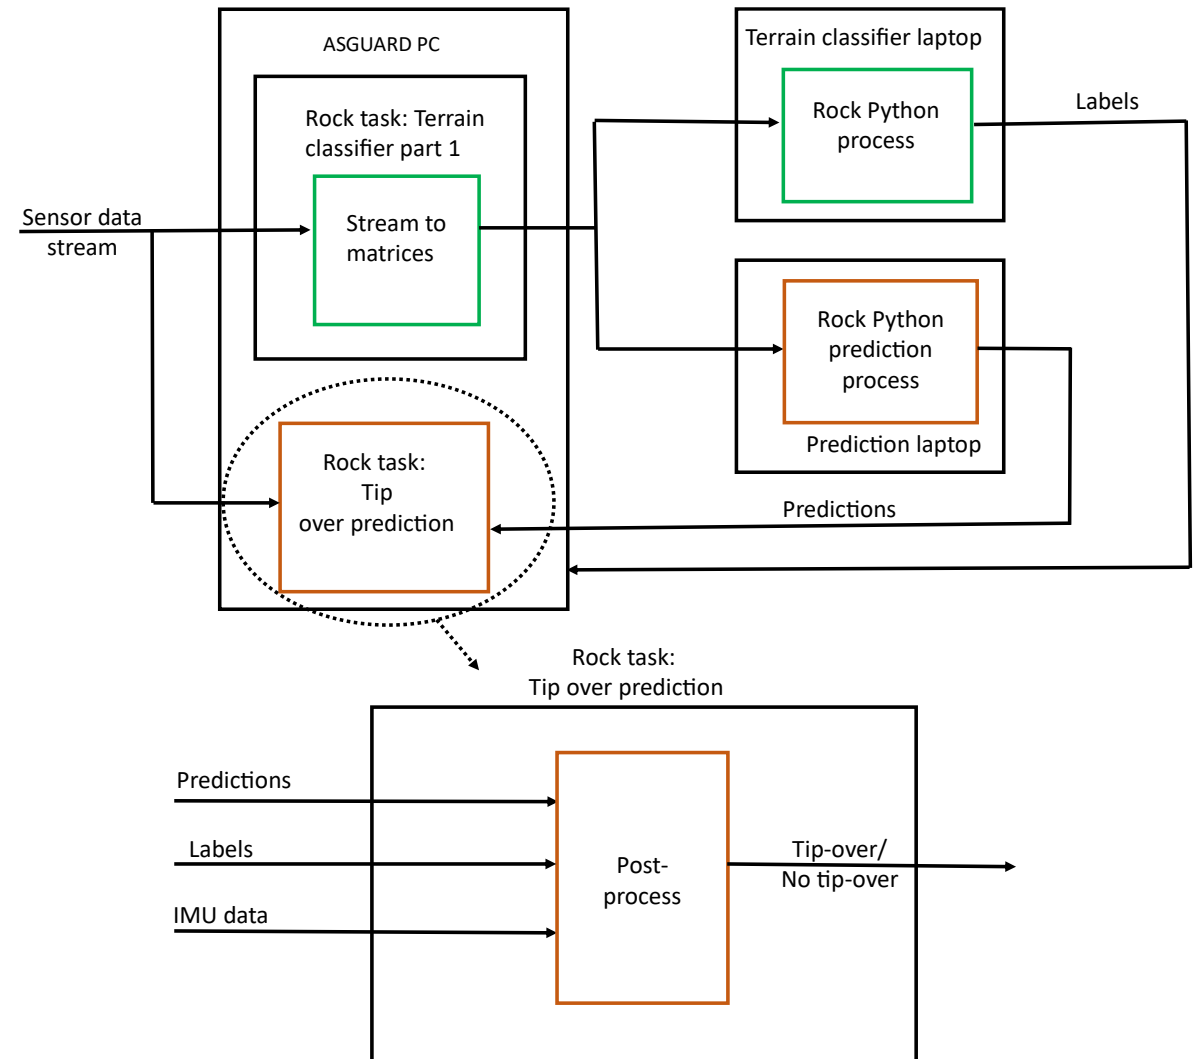 ASGUARD PC
Rock task: Terrain
classifier part 1
Stream to
matrices
Sensor data
stream
Terrain classifier laptop
Rock Python
process
Labels
Rock Python
prediction
process
Prediction laptop
Predictions
Rock task:
Tip
over prediction
Rock task:
Tip over prediction
Predictions
Labels
IMU data
Post-
process
Tip-over/
No tip-over